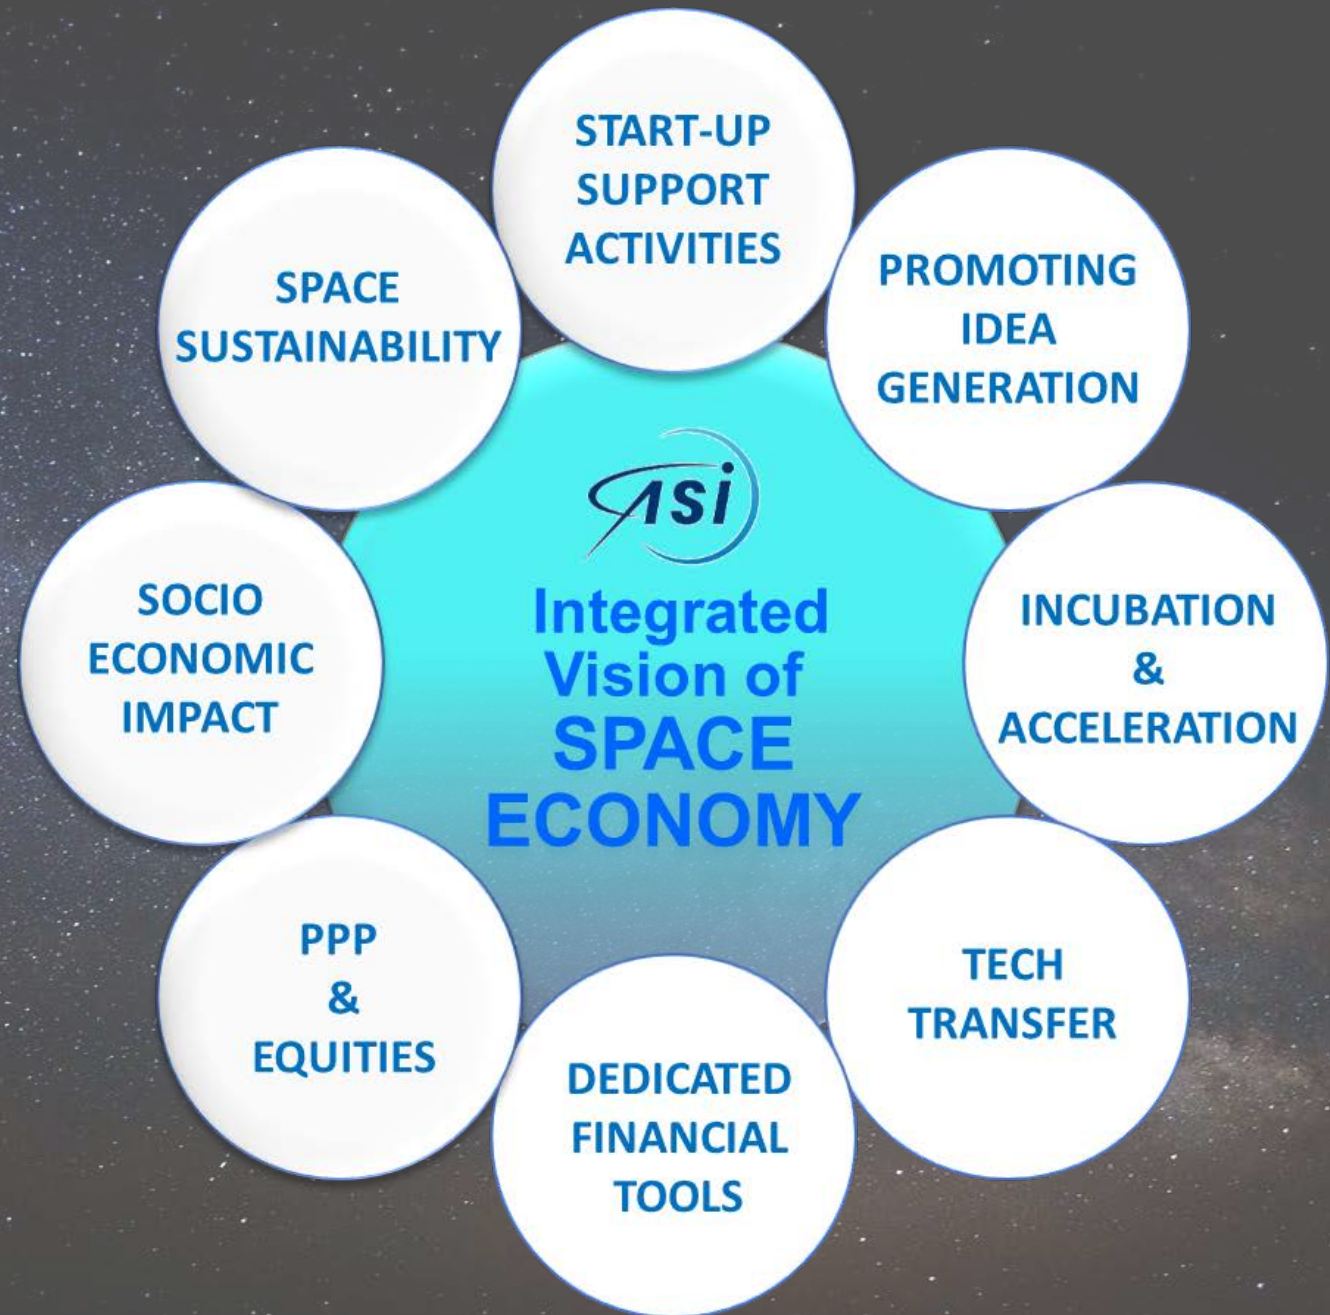 START-UP
SUPPORT
ACTIVITIES
PROMOTING
IDEA
GENERATION
INCUBATION
&
ACCELERATION
TECH
TRANSFER
DEDICATED
FINANCIAL
TOOLS
PPP
&
EQUITIES
SOCIO
ECONOMIC
IMPACT
SPACE
SUSTAINABILITY
asi
Integrated
Vision of
SPACE
ECONOMY